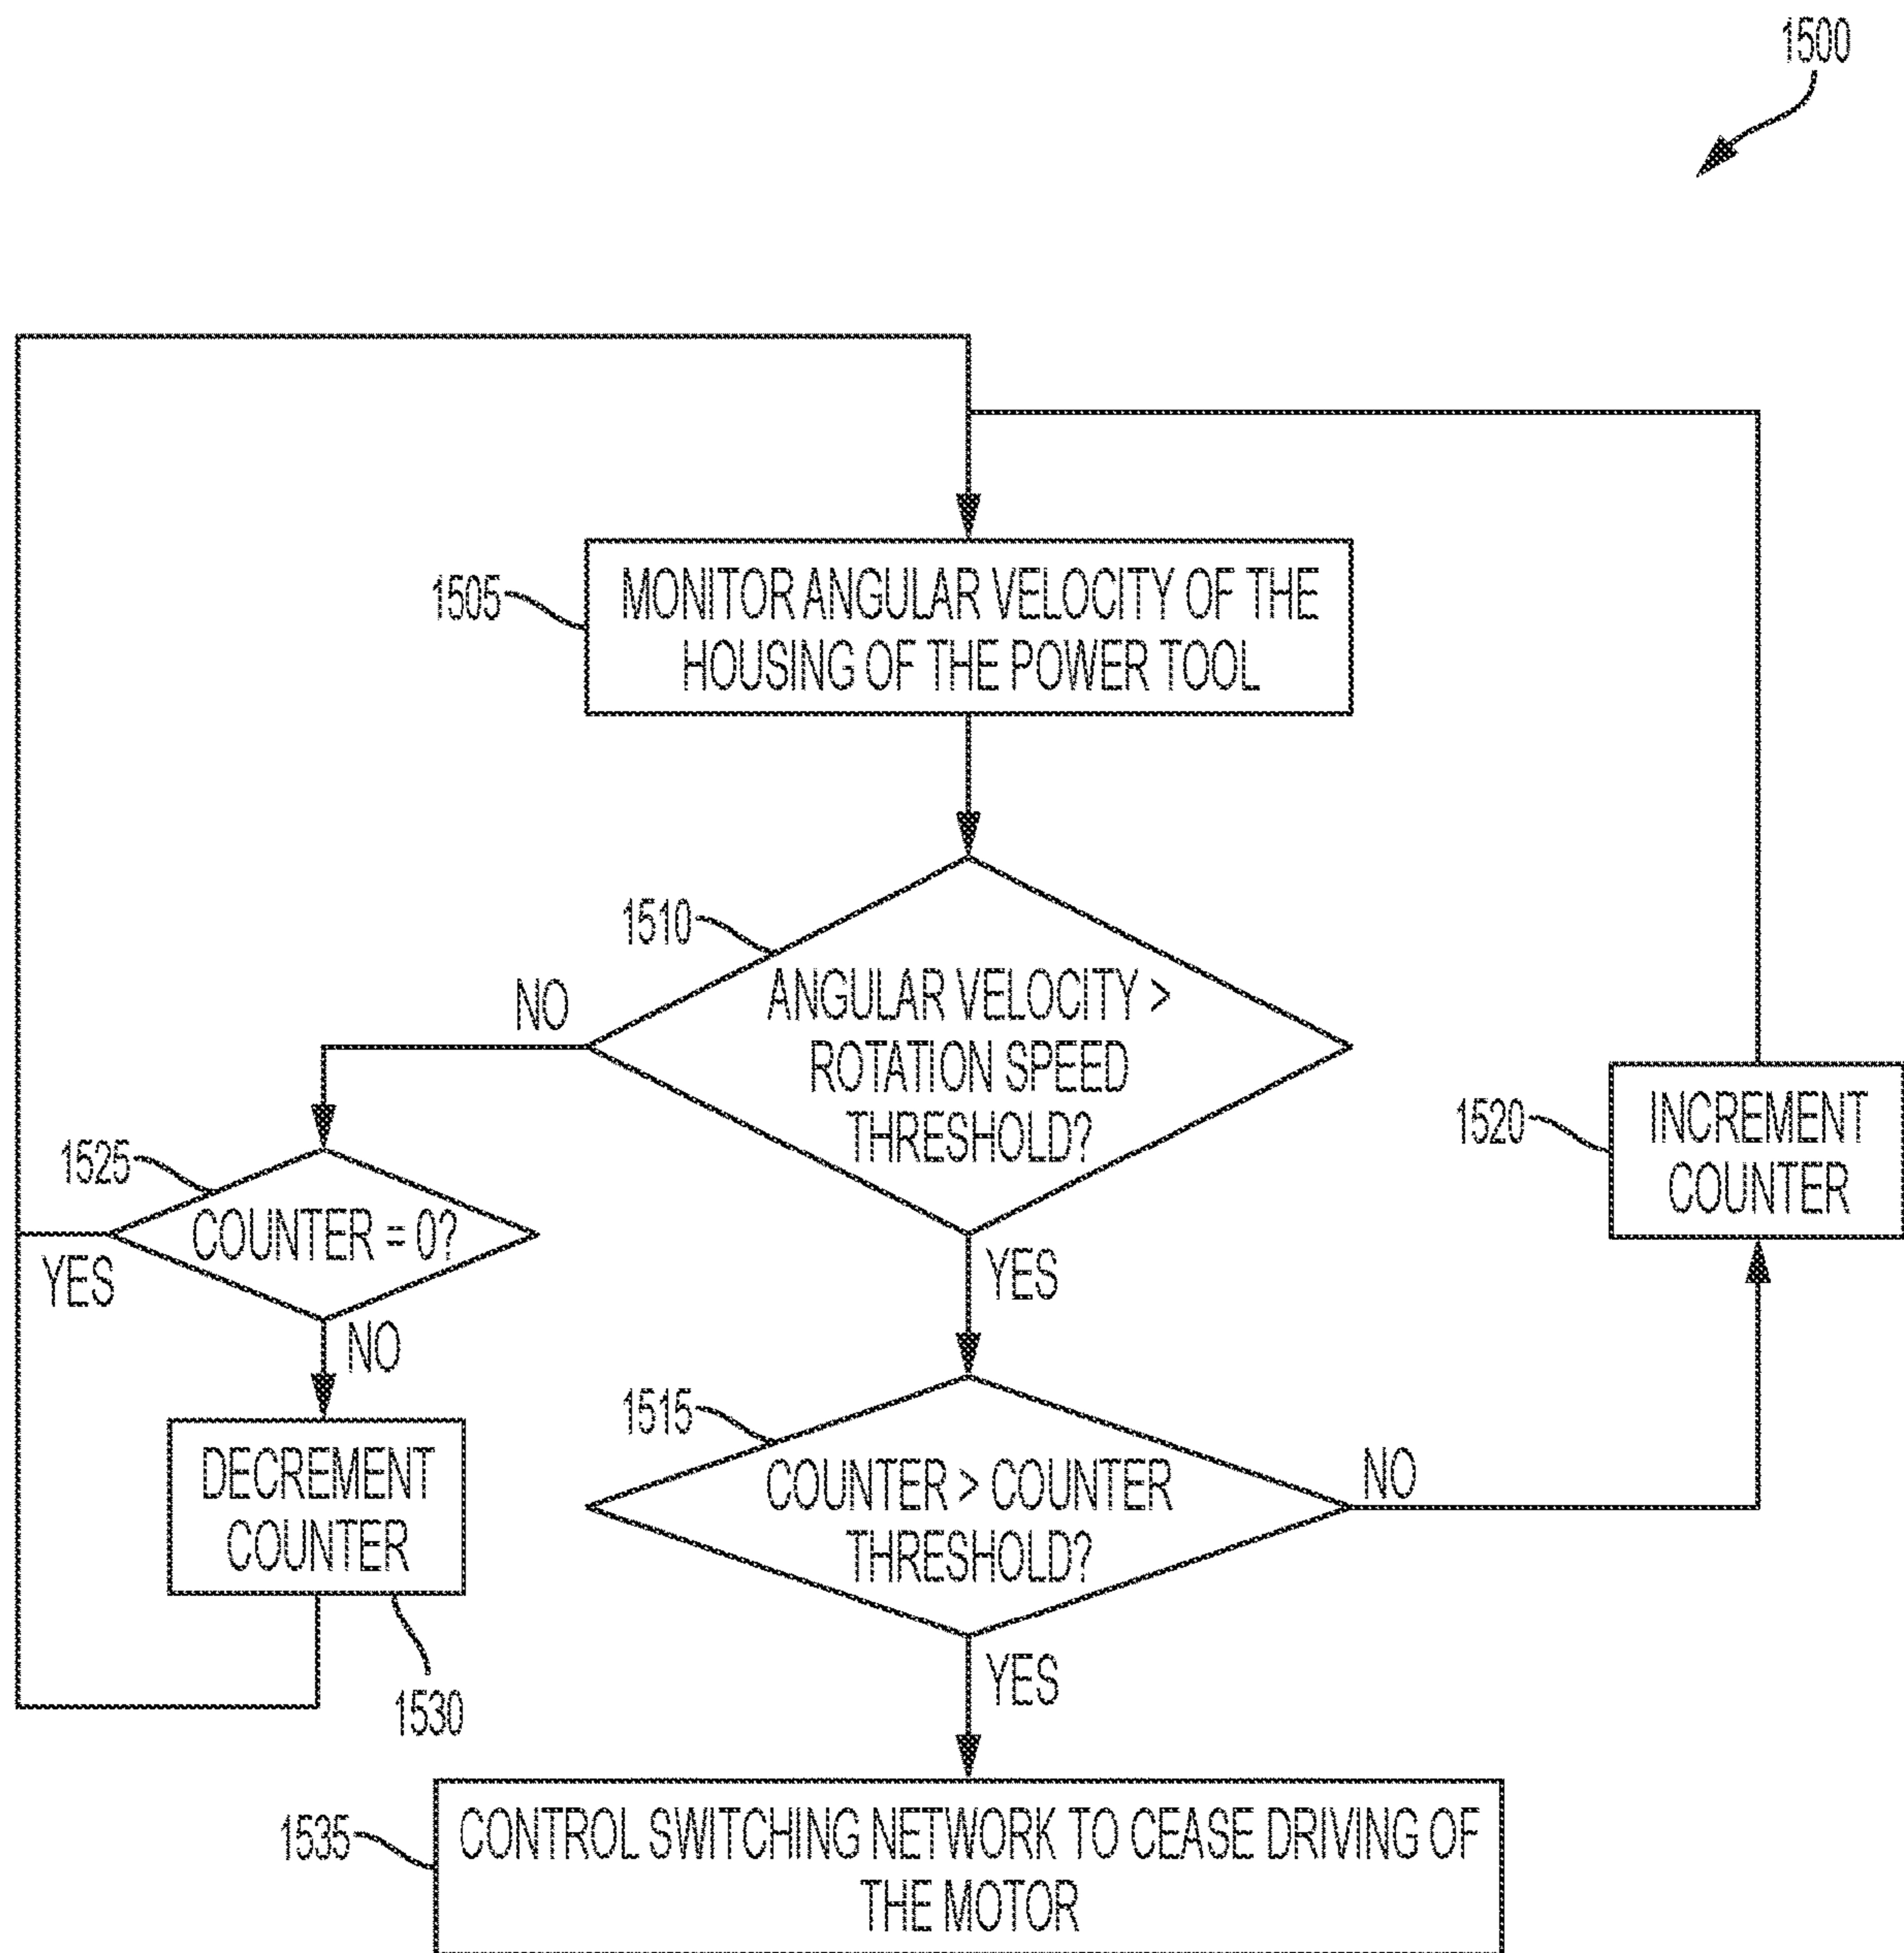 1500
1505
MONITOR ANGULAR VELOCITY OF THE
HOUSING OF THE POWER TOOL
1510
NO
ANGULAR VELOCITY >
ROTATION SPEED
THRESHOLD?
YES
1520
INCREMENT
COUNTER
1525
COUNTER = 0?
YES
NO
DECREMENT
COUNTER
1530
1515
COUNTER > COUNTER
THRESHOLD?
NO
YES
1535
CONTROL SWITCHING NETWORK TO CEASE DRIVING OF
THE MOTOR